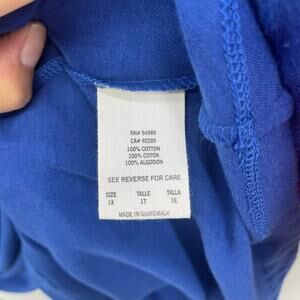 RN# 94989
CA# 40289
100% COTTON
100% COTON
100% ALGODON
SEE REVERSE FOR CARE
SIZE TAILLE TALLA
1X 1X
MADE IN GUATEMALA